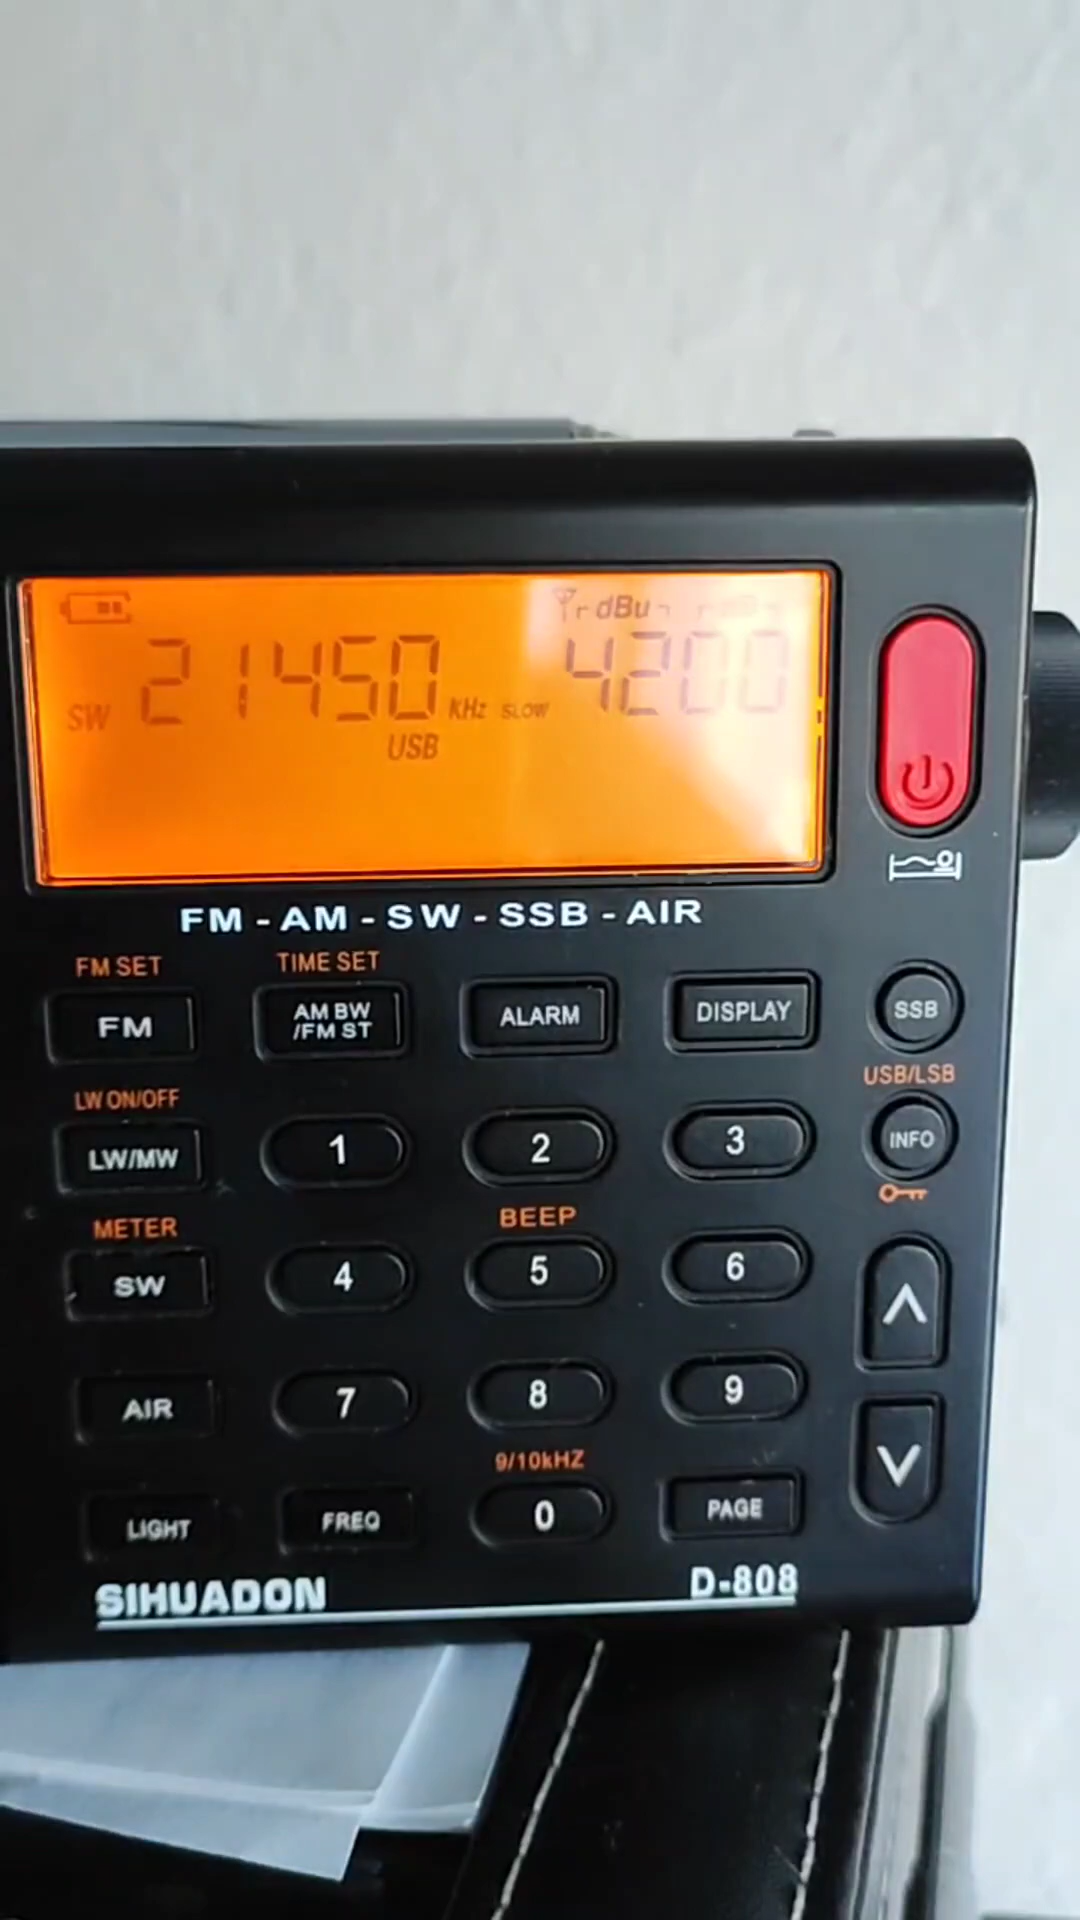 dBu
SW 21450 KHz SLOW 4200
USB
FM - AM - SW - SSB - AIR
FM SET TIME SET
FM AM BW /FM ST ALARM DISPLAY SSB
LW ON/OFF USB/LSB
LW/MW 1 2 3 INFO
METER BEEP
SW 4 5 6
AIR 7 8 9
9/10kHZ
LIGHT FREQ 0 PAGE
SIHUADON D-808